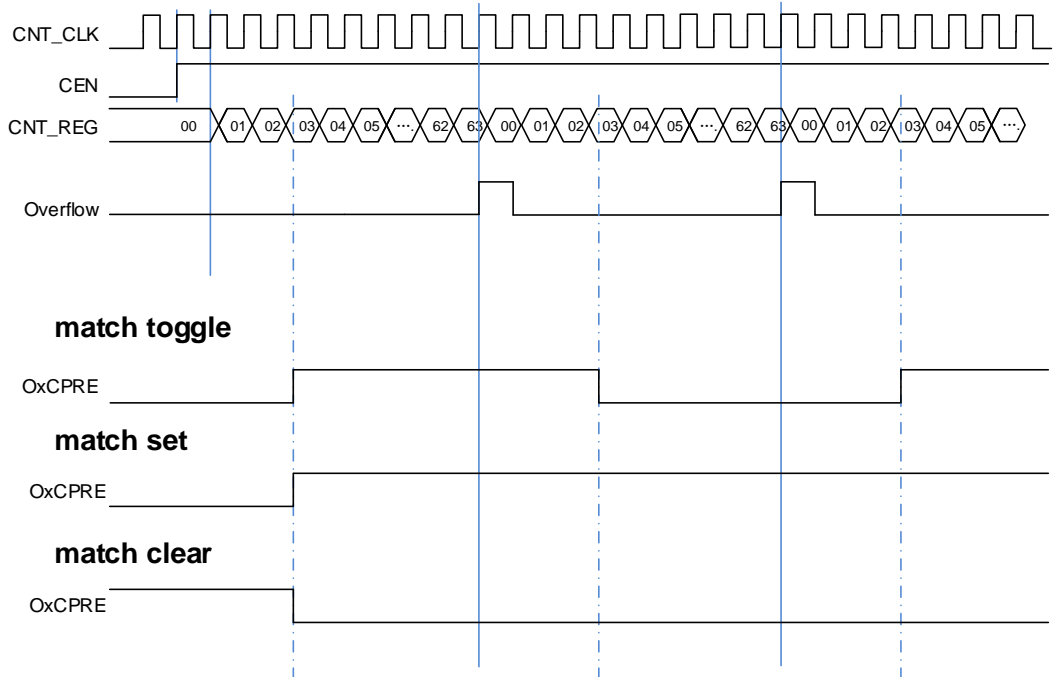 CNT_CLK
CEN
CNT_REG 00 01 02 03 04 05 ... 62 63 00 01 02 03 04 05 ... 62 63 00 01 02 03 04 05 ...
Overflow
match toggle
OxCPRE
match set
OxCPRE
match clear
OxCPRE